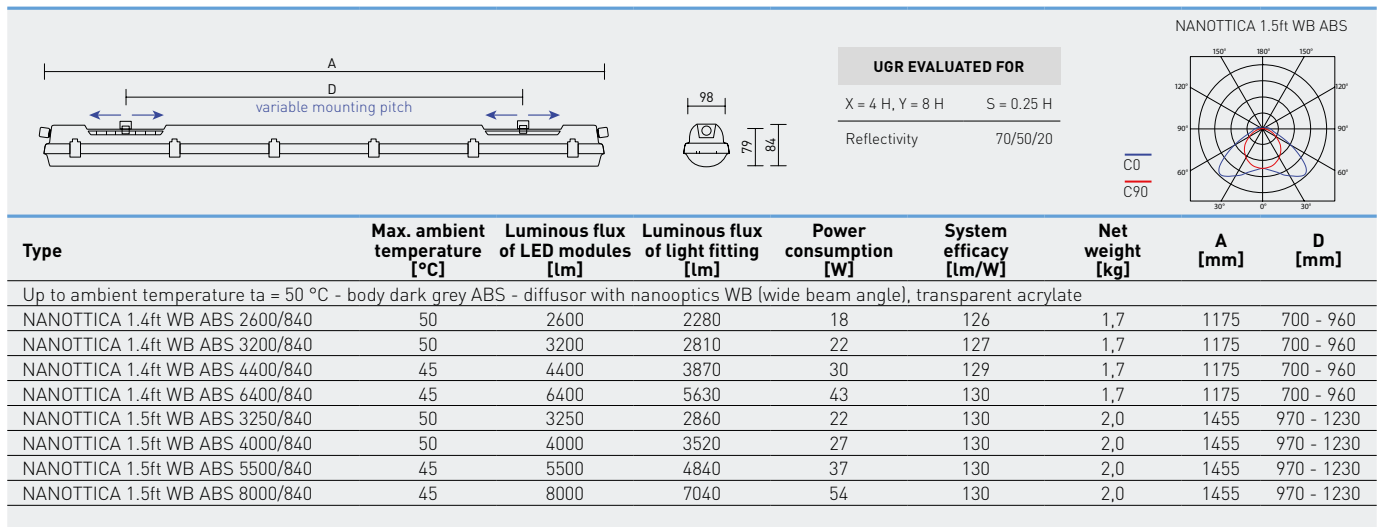 NANOTTICA 1.5ft WB ABS
A
D
variable mounting pitch
98
79
84
UGR EVALUATED FOR
X = 4 H, Y = 8 H S = 0.25 H
Reflectivity 70/50/20
C0
C90
150° 180° 150°
120° 120°
90° 90°
60° 60°
30° 0° 30°
Type Max. ambient temperature [°C] Luminous flux of LED modules [lm] Luminous flux of light fitting [lm] Power consumption [W] System efficacy [lm/W] Net weight [kg] A [mm] D [mm]
Up to ambient temperature ta = 50 °C - body dark grey ABS - diffusor with nanooptics WB (wide beam angle), transparent acrylate
NANOTTICA 1.4ft WB ABS 2600/840 50 2600 2280 18 126 1,7 1175 700 - 960
NANOTTICA 1.4ft WB ABS 3200/840 50 3200 2810 22 127 1,7 1175 700 - 960
NANOTTICA 1.4ft WB ABS 4400/840 45 4400 3870 30 129 1,7 1175 700 - 960
NANOTTICA 1.4ft WB ABS 6400/840 45 6400 5630 43 130 1,7 1175 700 - 960
NANOTTICA 1.5ft WB ABS 3250/840 50 3250 2860 22 130 2,0 1455 970 - 1230
NANOTTICA 1.5ft WB ABS 4000/840 50 4000 3520 27 130 2,0 1455 970 - 1230
NANOTTICA 1.5ft WB ABS 5500/840 45 5500 4840 37 130 2,0 1455 970 - 1230
NANOTTICA 1.5ft WB ABS 8000/840 45 8000 7040 54 130 2,0 1455 970 - 1230